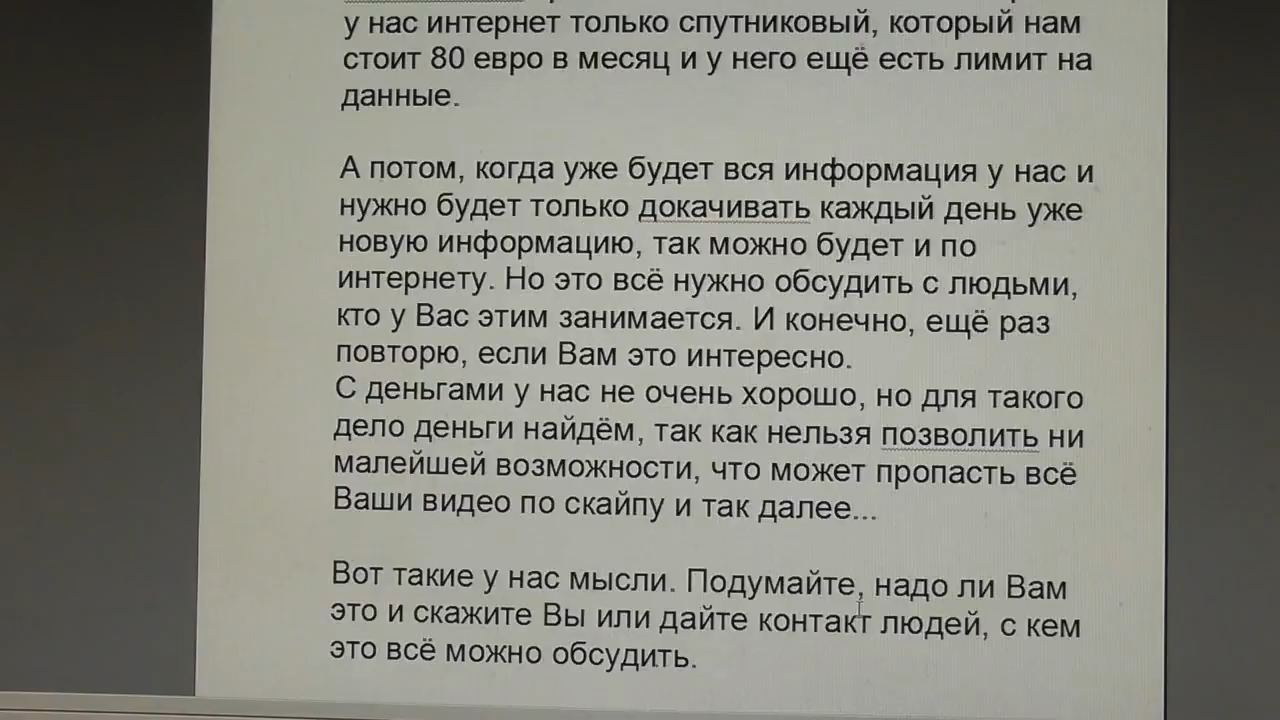 у нас интернет только спутниковый, который нам
стоит 80 евро в месяц и у него ещё есть лимит на
данные.
А потом, когда уже будет вся информация у нас и
нужно будет только докачивать каждый день уже
новую информацию, так можно будет и по
интернету. Но это всё нужно обсудить с людьми,
кто у Вас этим занимается. И конечно, ещё раз
повторю, если Вам это интересно.
С деньгами у нас не очень хорошо, но для такого
дело деньги найдём, так как нельзя позволить ни
малейшей возможности, что может пропасть всё
Ваши видео по скайпу и так далее...
Вот такие у нас мысли. Подумайте, надо ли Вам
это и скажите Вы или дайте контакт людей, с кем
это всё можно обсудить.